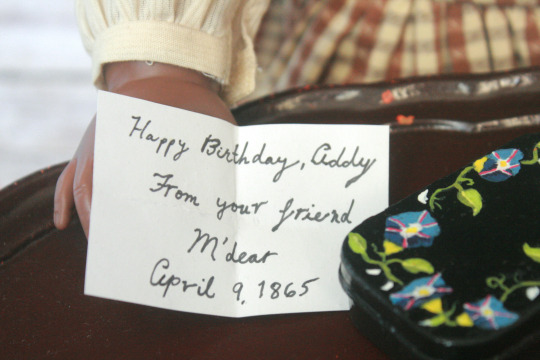 Happy Birthday, Addy
From your friend
M'dear
April 9, 1865